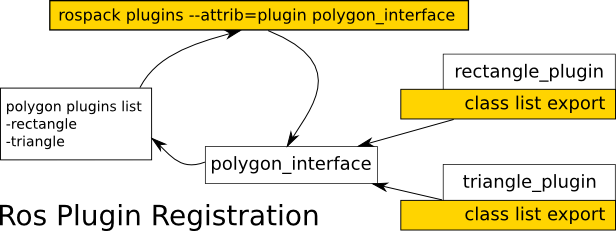 rospack plugins --attrib=plugin polygon_interface
rectangle_plugin
class list export
polygon plugins list
-rectangle
-triangle
polygon_interface
triangle_plugin
class list export
Ros Plugin Registration